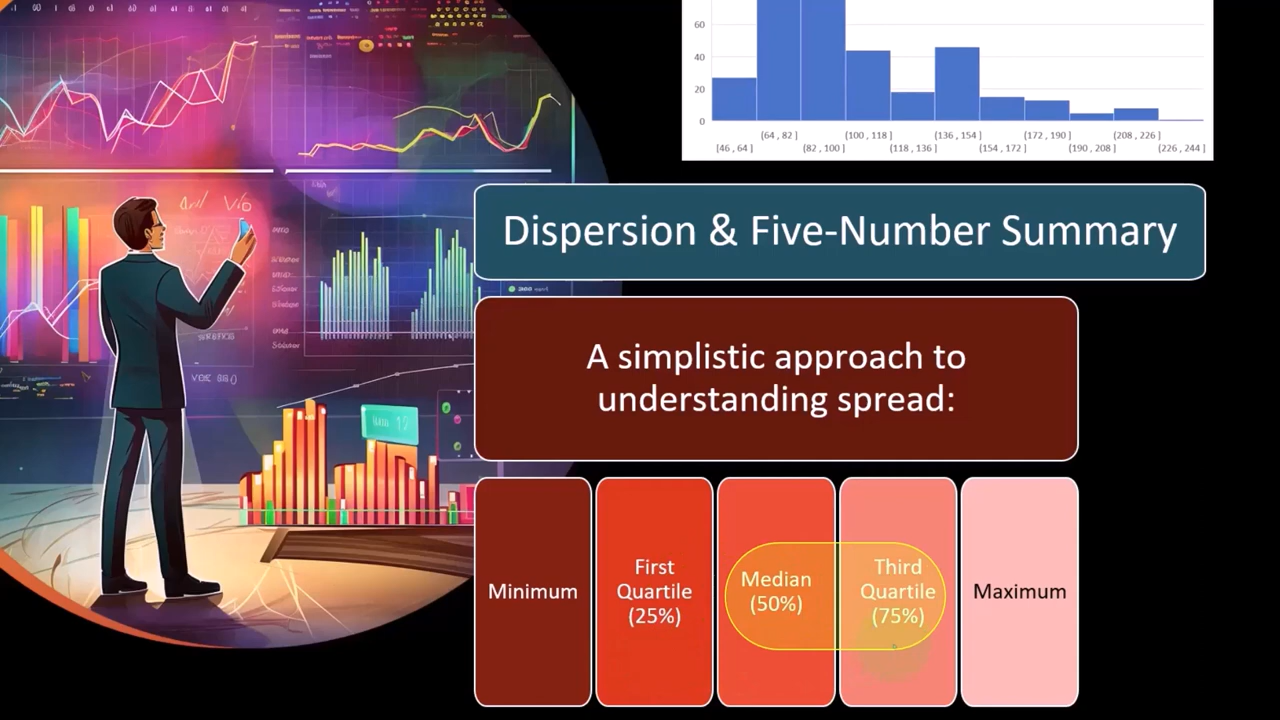 60
40
20
0
(64 , 82 ]
(100 , 118 ]
(136 , 154 ]
(172 , 190 ]
(208 , 226 ]
[46 , 64 ]
(82 , 100 ]
(118 , 136 ]
(154 , 172 ]
(190 , 208 ]
(226 , 244 ]
Dispersion & Five-Number Summary
A simplistic approach to
understanding spread:
Minimum
First
Quartile
(25%)
Median
(50%)
Third
Quartile
(75%)
Maximum